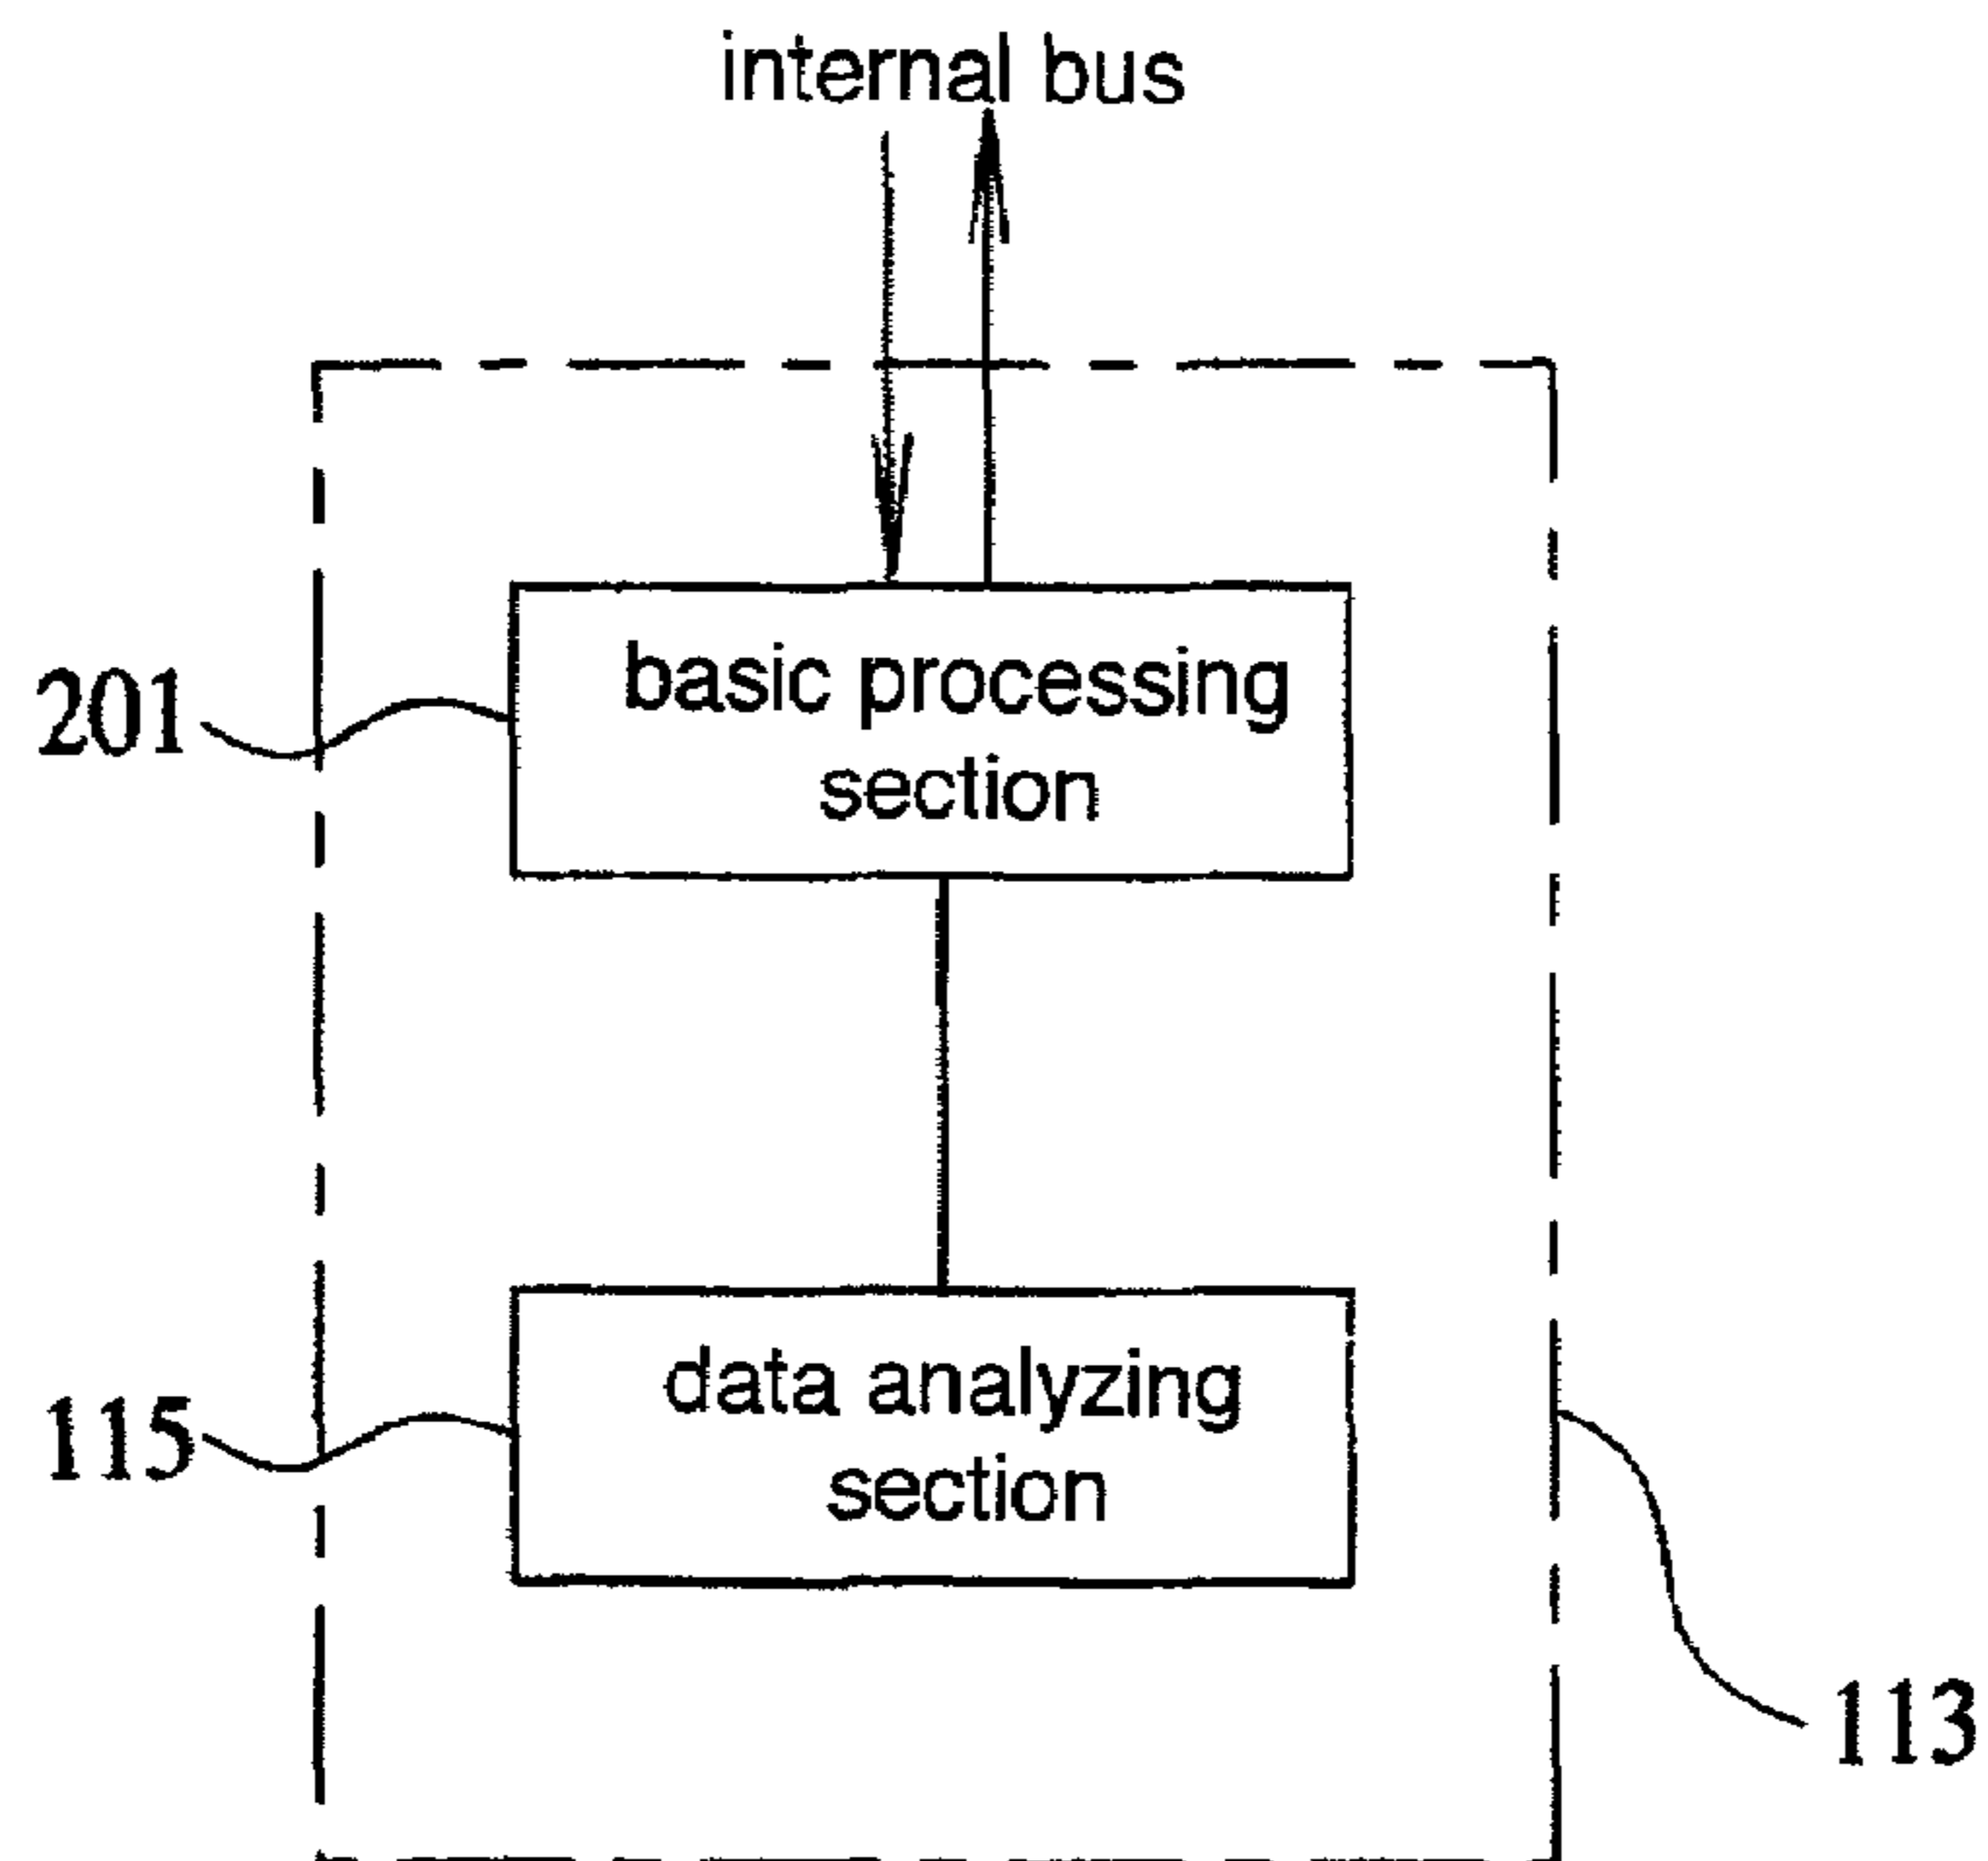 internal bus
201
basic processing
section
115
data analyzing
section
113